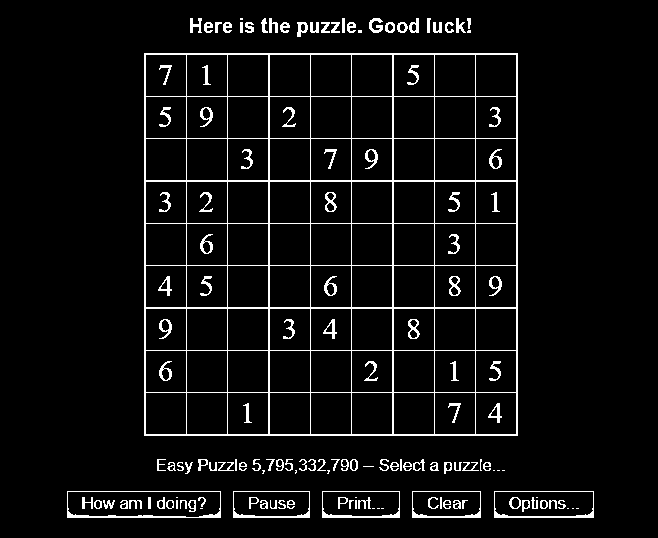 Here is the puzzle. Good luck!
7 1 5
5 9 2 3
3 7 9 6
3 2 8 5 1
6 3
4 5 6 8 9
9 3 4 8
6 2 1 5
1 7 4
Easy Puzzle 5,795,332,790 -- Select a puzzle...
How am I doing? Pause Print... Clear Options...